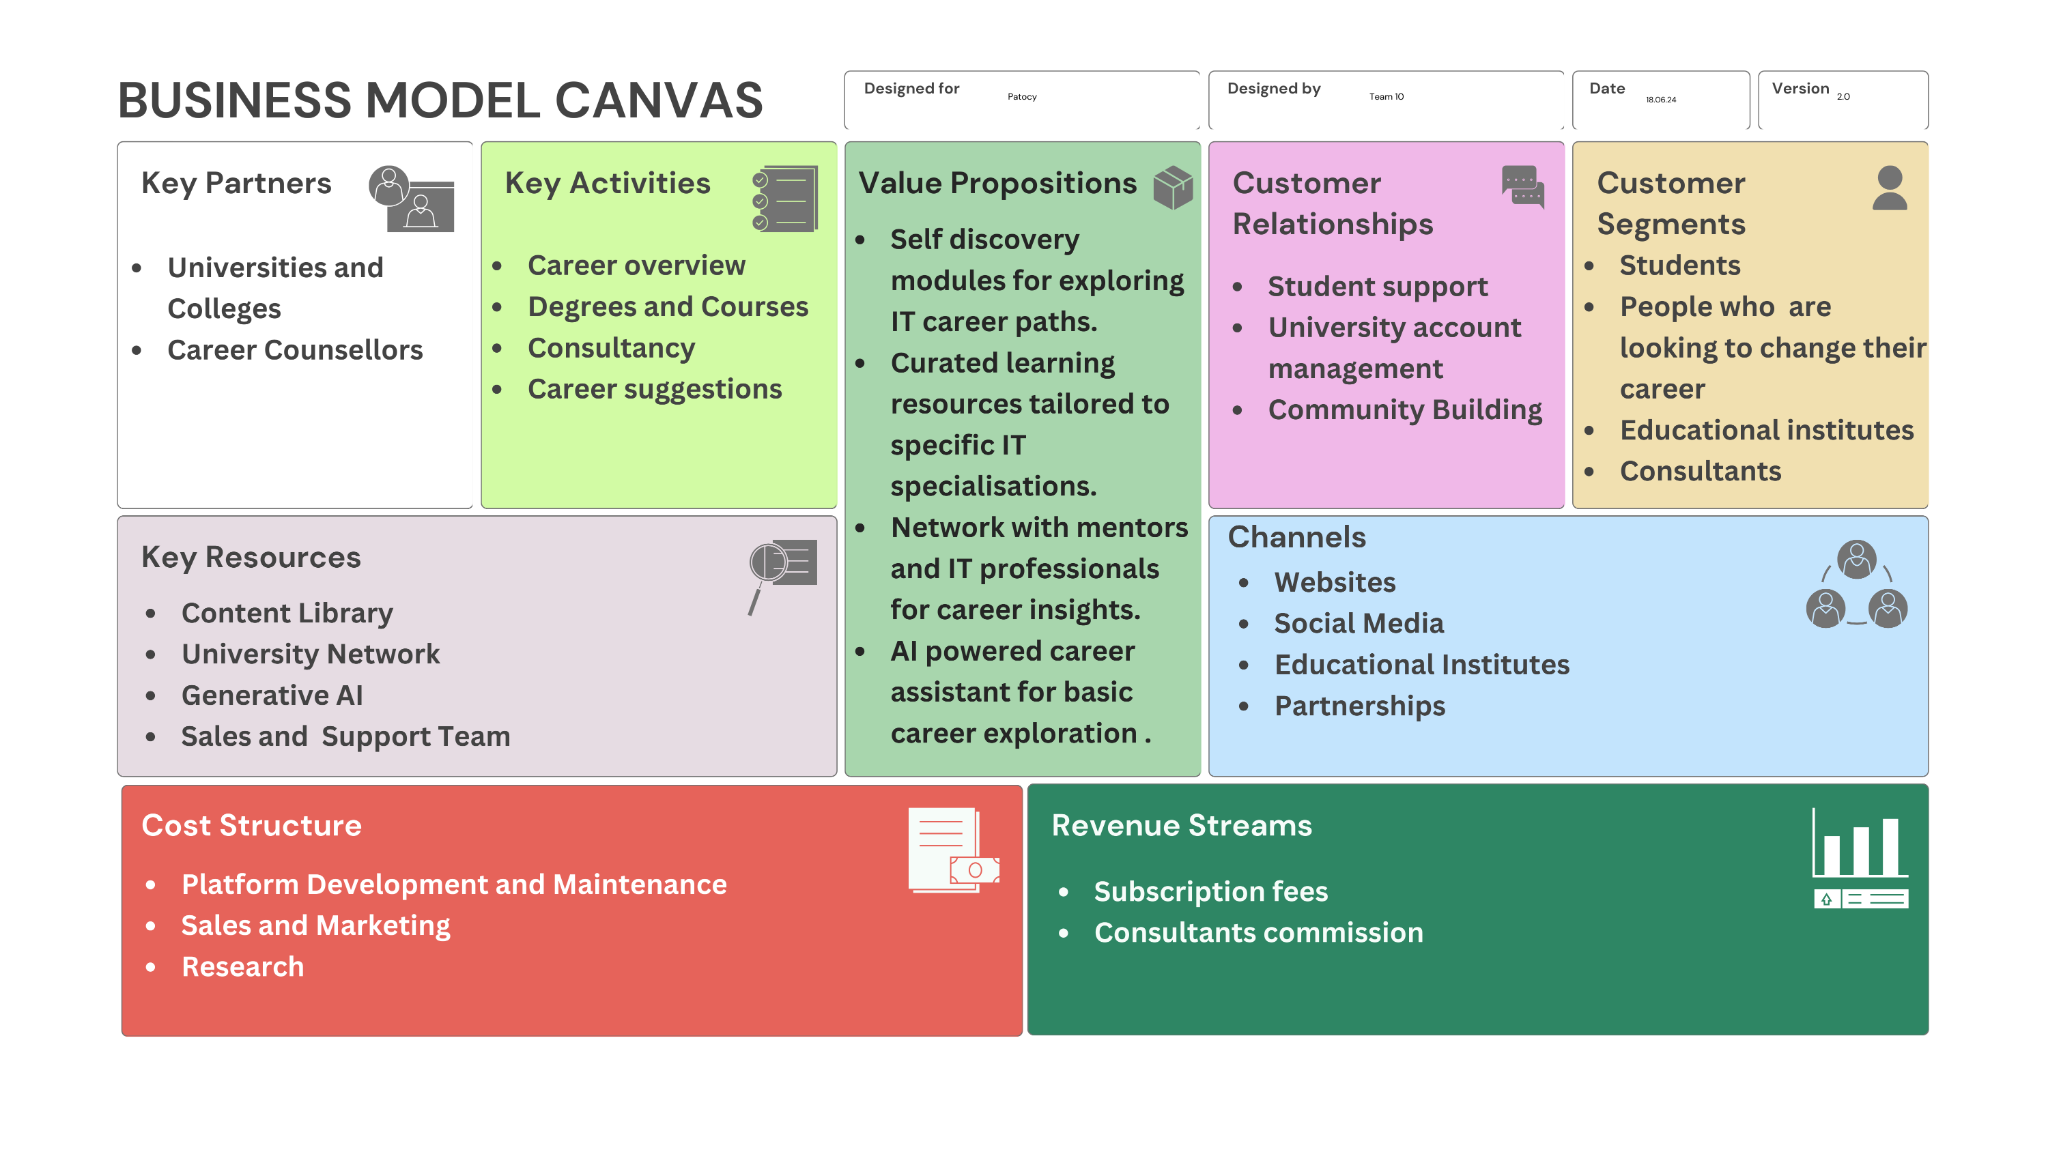 BUSINESS MODEL CANVAS
Designed for
Patocy
Designed by
Team 10
Date
18.06.24
Version
2.0
Key Partners
• Universities and
Colleges
• Career Counsellors
Key Activities
• Career overview
• Degrees and Courses
• Consultancy
• Career suggestions
Value Propositions
• Self discovery
modules for exploring
IT career paths.
• Curated learning
resources tailored to
specific IT
specialisations.
• Network with mentors
and IT professionals
for career insights.
• AI powered career
assistant for basic
career exploration .
Customer
Relationships
• Student support
• University account
management
• Community Building
Customer
Segments
• Students
• People who  are
looking to change their
career
• Educational institutes
• Consultants
Key Resources
• Content Library
• University Network
• Generative AI
• Sales and  Support Team
Channels
• Websites
• Social Media
• Educational Institutes
• Partnerships
Cost Structure
• Platform Development and Maintenance
• Sales and Marketing
• Research
Revenue Streams
• Subscription fees
• Consultants commission